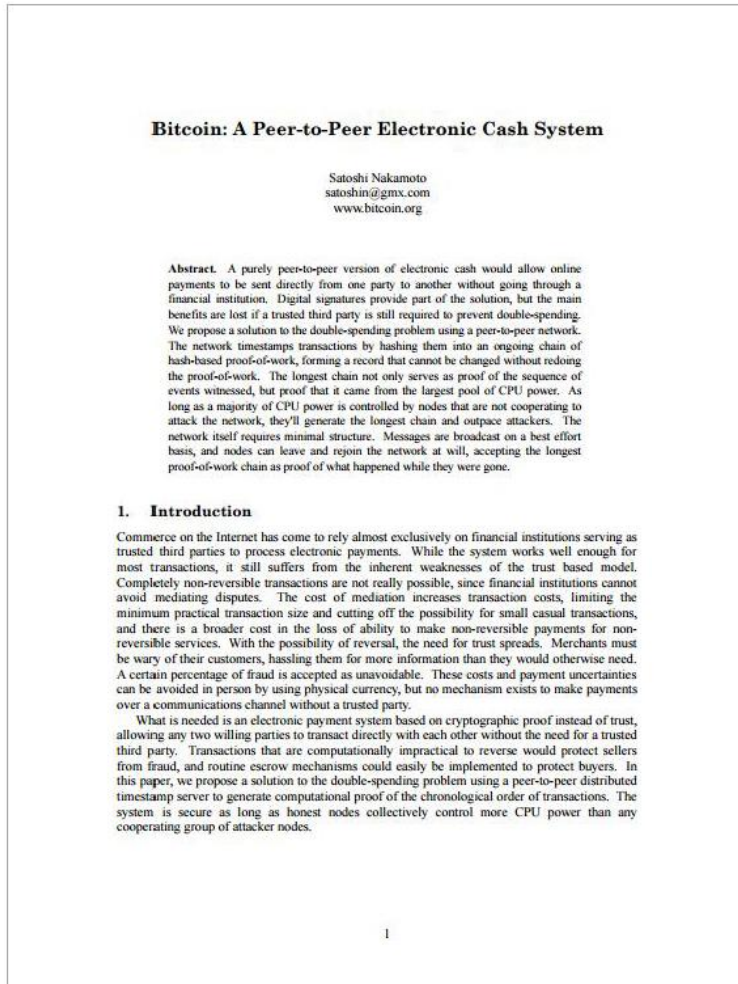 Bitcoin: A Peer-to-Peer Electronic Cash System
Satoshi Nakamoto
satoshin@gmx.com
www.bitcoin.org
Abstract. A purely peer-to-peer version of electronic cash would allow online
payments to be sent directly from one party to another without going through a
financial institution. Digital signatures provide part of the solution, but the main
benefits are lost if a trusted third party is still required to prevent double-spending.
We propose a solution to the double-spending problem using a peer-to-peer network.
The network timestamps transactions by hashing them into an ongoing chain of
hash-based proof-of-work, forming a record that cannot be changed without redoing
the proof-of-work. The longest chain not only serves as proof of the sequence of
events witnessed, but proof that it came from the largest pool of CPU power. As
long as a majority of CPU power is controlled by nodes that are not cooperating to
attack the network, they'll generate the longest chain and outpace attackers. The
network itself requires minimal structure. Messages are broadcast on a best effort
basis, and nodes can leave and rejoin the network at will, accepting the longest
proof-of-work chain as proof of what happened while they were gone.
1. Introduction
Commerce on the Internet has come to rely almost exclusively on financial institutions serving as
trusted third parties to process electronic payments. While the system works well enough for
most transactions, it still suffers from the inherent weaknesses of the trust based model.
Completely non-reversible transactions are not really possible, since financial institutions cannot
avoid mediating disputes. The cost of mediation increases transaction costs, limiting the
minimum practical transaction size and cutting off the possibility for small casual transactions,
and there is a broader cost in the loss of ability to make non-reversible payments for non-
reversible services. With the possibility of reversal, the need for trust spreads. Merchants must
be wary of their customers, hassling them for more information than they would otherwise need.
A certain percentage of fraud is accepted as unavoidable. These costs and payment uncertainties
can be avoided in person by using physical currency, but no mechanism exists to make payments
over a communications channel without a trusted party.
What is needed is an electronic payment system based on cryptographic proof instead of trust,
allowing any two willing parties to transact directly with each other without the need for a trusted
third party. Transactions that are computationally impractical to reverse would protect sellers
from fraud, and routine escrow mechanisms could easily be implemented to protect buyers. In
this paper, we propose a solution to the double-spending problem using a peer-to-peer distributed
timestamp server to generate computational proof of the chronological order of transactions. The
system is secure as long as honest nodes collectively control more CPU power than any
cooperating group of attacker nodes.
1